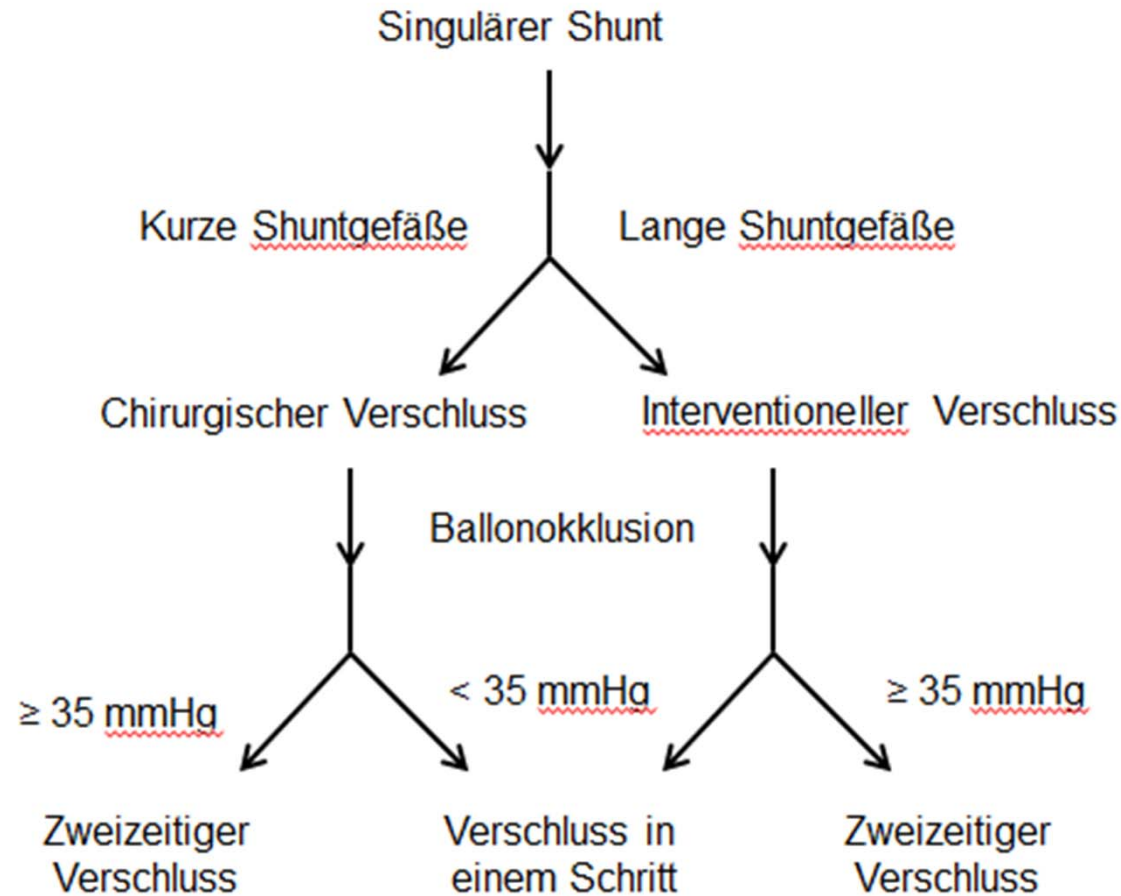 Singulärer Shunt
Kurze Shuntgefäße
Lange Shuntgefäße
Chirurgischer Verschluss
Interventioneller Verschluss
Ballonokklusion
≥ 35 mmHg
< 35 mmHg
≥ 35 mmHg
Zweizeitiger
Verschluss
Verschluss in
einem Schritt
Zweizeitiger
Verschluss